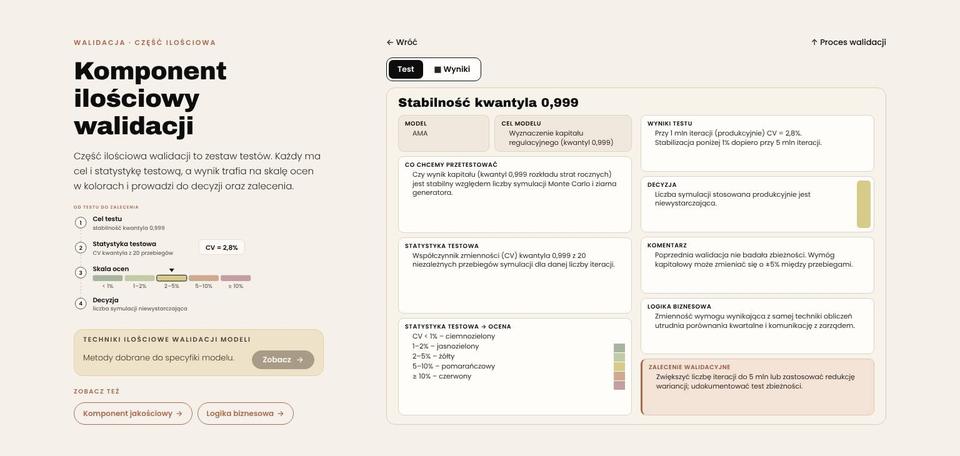 WALIDACJA · CZĘŚĆ ILOŚCIOWA
Komponent
ilościowy
walidacji
Część ilościowa walidacji to zestaw testów. Każdy ma
cel i statystykę testową, a wynik trafia na skalę ocen
w kolorach i prowadzi do decyzji oraz zalecenia.
OD TESTU DO ZALECENIA
1
Cel testu
stabilność kwantyla 0,999
2
Statystyka testowa
CV kwantyla z 20 przebiegów
CV = 2,8%
3
Skala ocen
< 1%
1–2%
2–5%
5–10%
≥ 10%
4
Decyzja
liczba symulacji niewystarczająca
TECHNIKI ILOŚCIOWE WALIDACJI MODELI
Metody dobrane do specyfiki modelu.
Zobacz →
ZOBACZ TEŻ
Komponent jakościowy →
Logika biznesowa →
← Wróć
↑ Proces walidacji
Test
▦ Wyniki
Stabilność kwantyla 0,999
MODEL
AMA
CEL MODELU
Wyznaczenie kapitału
regulacyjnego (kwantyl 0,999)
CO CHCEMY PRZETESTOWAĆ
Czy wynik kapitału (kwantyl 0,999 rozkładu strat rocznych)
jest stabilny względem liczby symulacji Monte Carlo i ziarna
generatora.
STATYSTYKA TESTOWA
Współczynnik zmienności (CV) kwantyla 0,999 z 20
niezależnych przebiegów symulacji dla danej liczby iteracji.
STATYSTYKA TESTOWA → OCENA
CV < 1% – ciemnozielony
1–2% – jasnozielony
2–5% – żółty
5–10% – pomarańczowy
≥ 10% – czerwony
WYNIKI TESTU
Przy 1 mln iteracji (produkcyjnie) CV = 2,8%.
Stabilizacja poniżej 1% dopiero przy 5 mln iteracji.
DECYZJA
Liczba symulacji stosowana produkcyjnie jest
niewystarczająca.
KOMENTARZ
Poprzednia walidacja nie badała zbieżności. Wymóg
kapitałowy może zmieniać się o ±5% między przebiegami.
LOGIKA BIZNESOWA
Zmienność wymogu wynikająca z samej techniki obliczeń
utrudnia porównania kwartalne i komunikację z zarządem.
ZALECENIE WALIDACYJNE
Zwiększyć liczbę iteracji do 5 mln lub zastosować redukcję
wariancji; udokumentować test zbieżności.